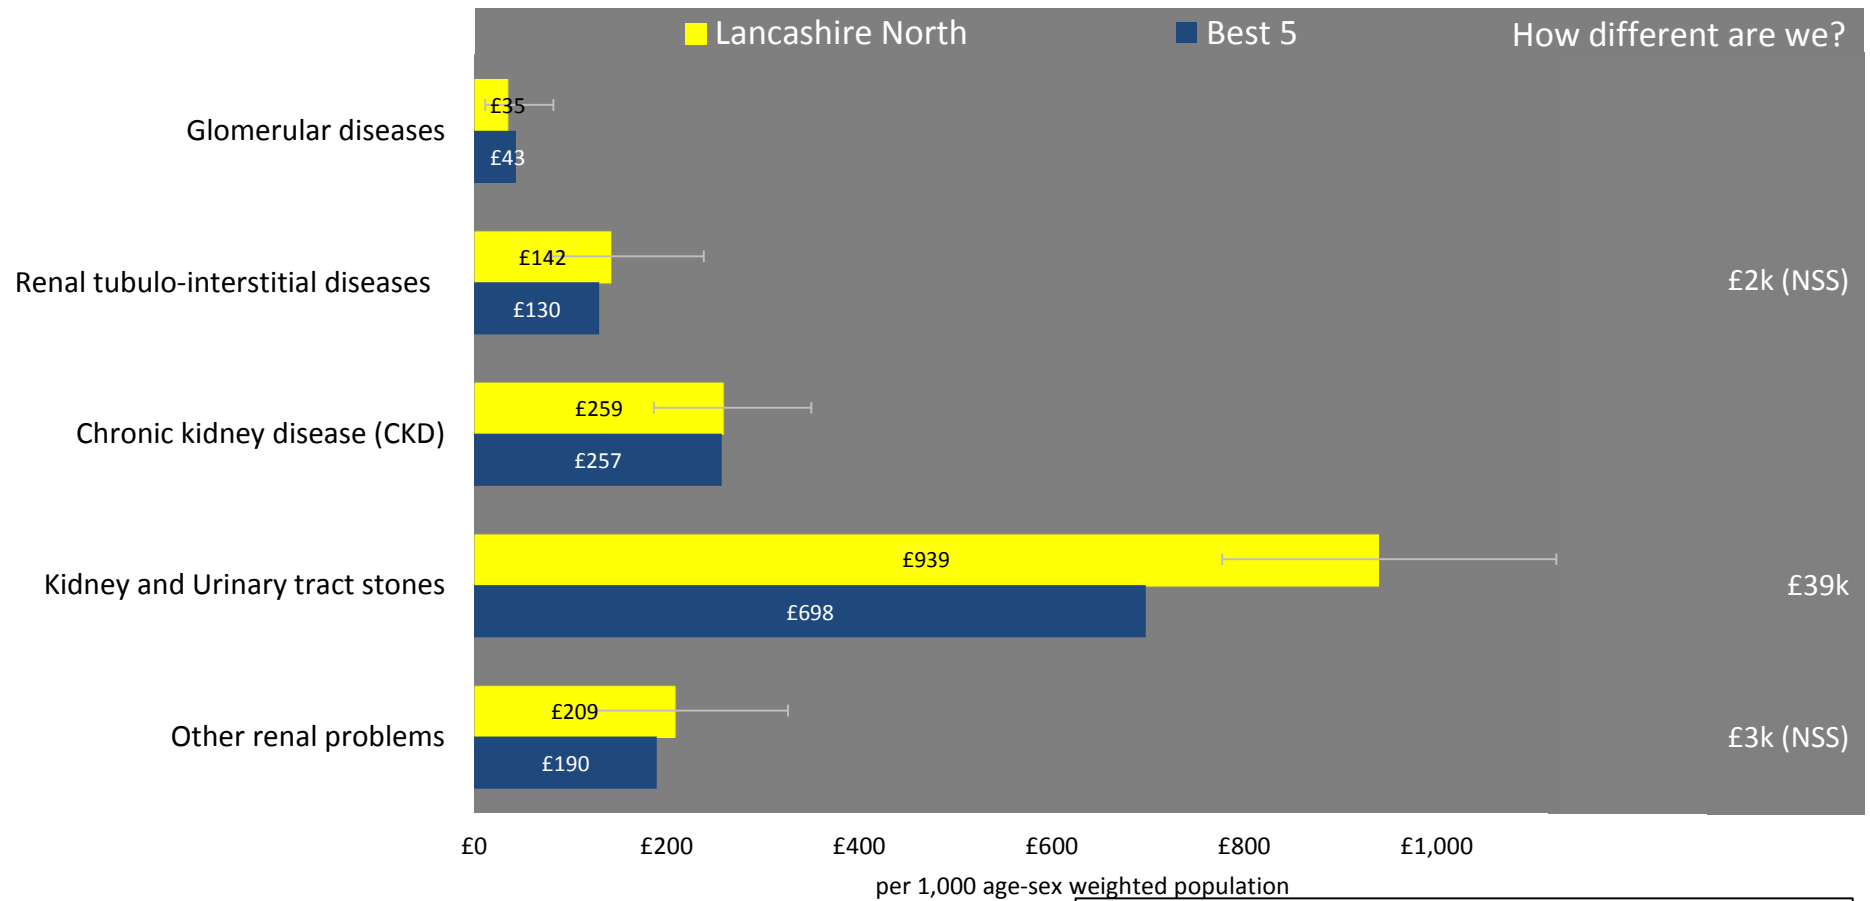 Lancashire North Best 5 How different are we?
Glomerular diseases £35
£43
Renal tubulo-interstitial diseases £142 £2k (NSS)
£130
Chronic kidney disease (CKD) £259
£257
Kidney and Urinary tract stones £939 £39k
£698
Other renal problems £209 £3k (NSS)
£190
£0 £200 £400 £600 £800 £1,000
per 1,000 age-sex weighted population